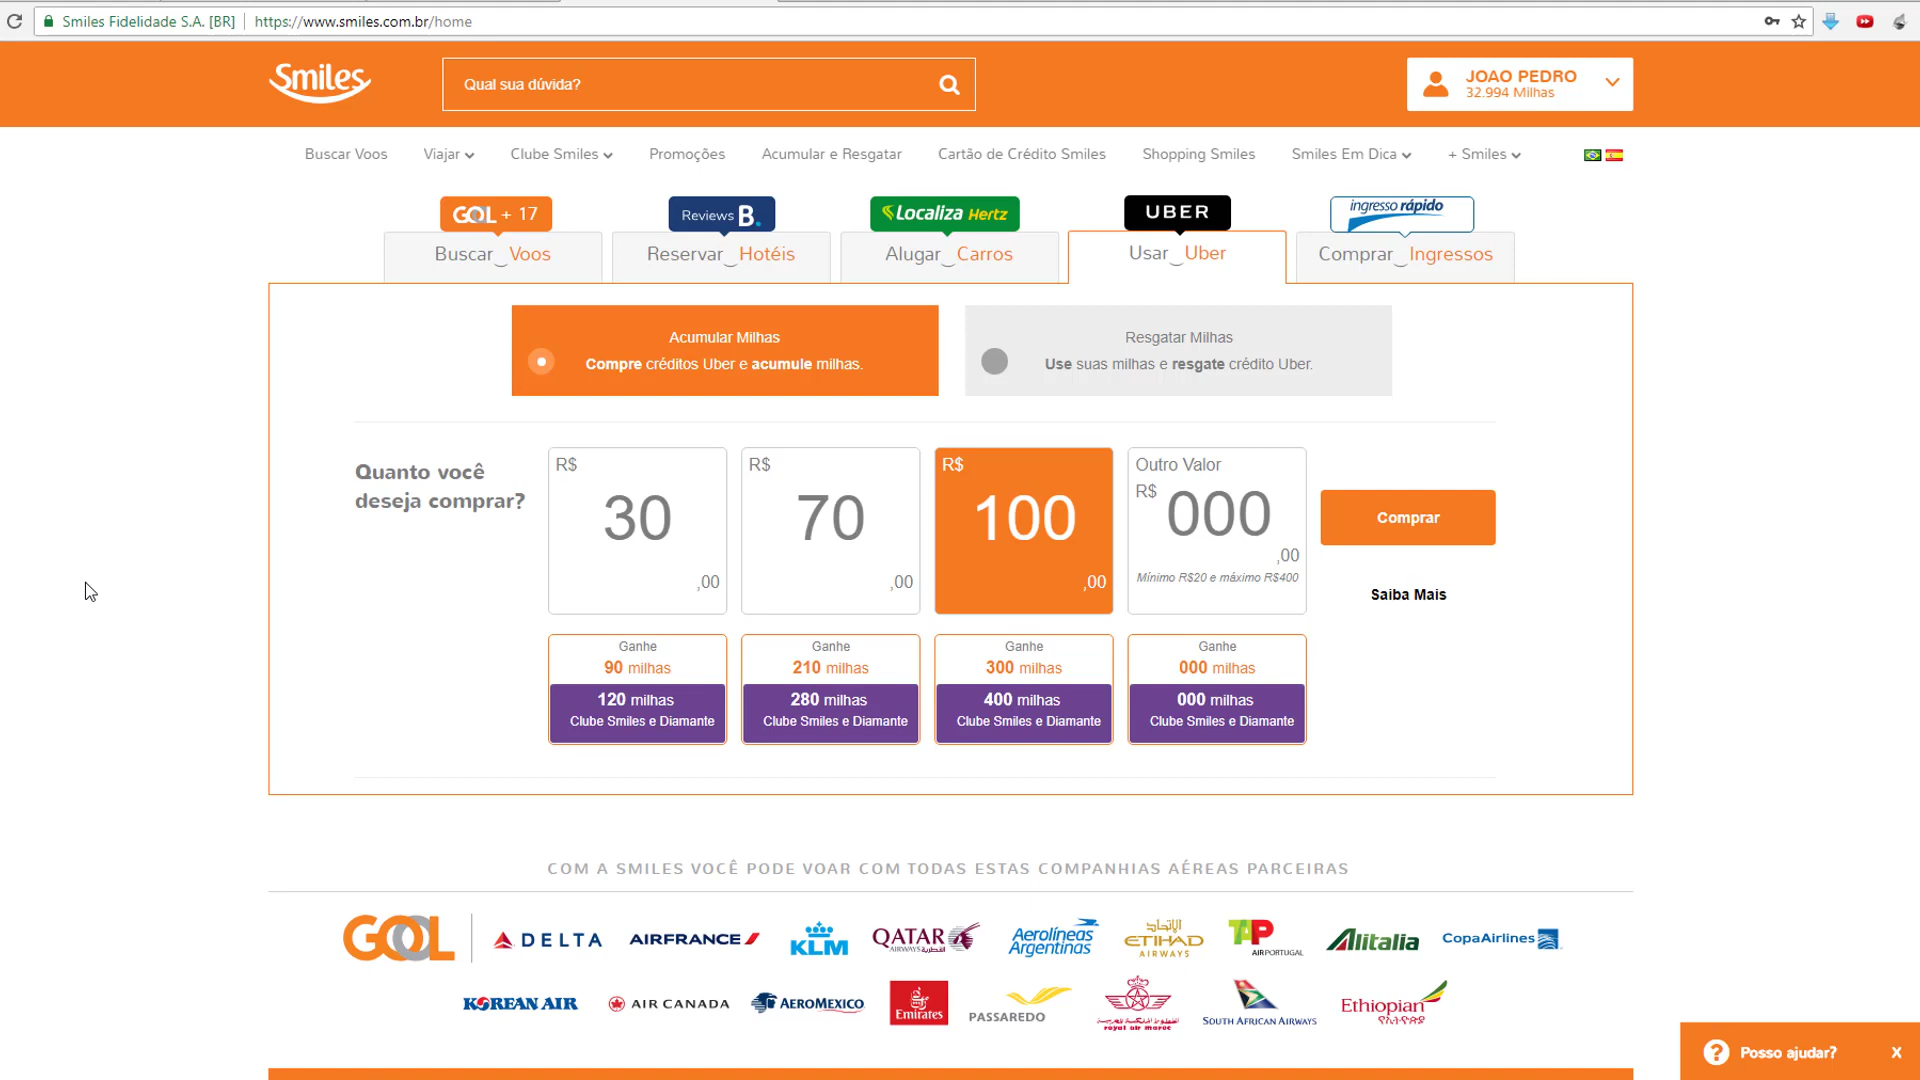 Smiles Fidelidade S.A. [BR] https://www.smiles.com.br/home
Smiles
Qual sua dúvida?
JOAO PEDRO
32.994 Milhas
Buscar Voos Viajar Clube Smiles Promoções Acumular e Resgatar Cartão de Crédito Smiles Shopping Smiles Smiles Em Dica + Smiles
GOL + 17 Reviews B. Localiza Hertz UBER ingresso rápido
Buscar Voos Reservar Hotéis Alugar Carros Usar Uber Comprar Ingressos
Acumular Milhas
Compre créditos Uber e acumule milhas.
Resgatar Milhas
Use suas milhas e resgate crédito Uber.
Quanto você
deseja comprar?
R$
30
,00
R$
70
,00
R$
100
,00
Outro Valor
R$ 000
,00
Mínimo R$20 e máximo R$400
Comprar
Saiba Mais
Ganhe
90 milhas
120 milhas
Clube Smiles e Diamante
Ganhe
210 milhas
280 milhas
Clube Smiles e Diamante
Ganhe
300 milhas
400 milhas
Clube Smiles e Diamante
Ganhe
000 milhas
000 milhas
Clube Smiles e Diamante
COM A SMILES VOCÊ PODE VOAR COM TODAS ESTAS COMPANHIAS AÉREAS PARCEIRAS
GOL
DELTA
AIRFRANCE
KLM
QATAR
AIRWAYS القطرية
Aerolíneas
Argentinas
الإتحاد
ETIHAD
AIRWAYS
TAP
AIRPORTUGAL
Alitalia
CopaAirlines
KOREAN AIR
AIR CANADA
AEROMEXICO
Emirates
PASSAREDO
royal air maroc
SOUTH AFRICAN AIRWAYS
Ethiopian
የኢትዮጵያ
? Posso ajudar? X